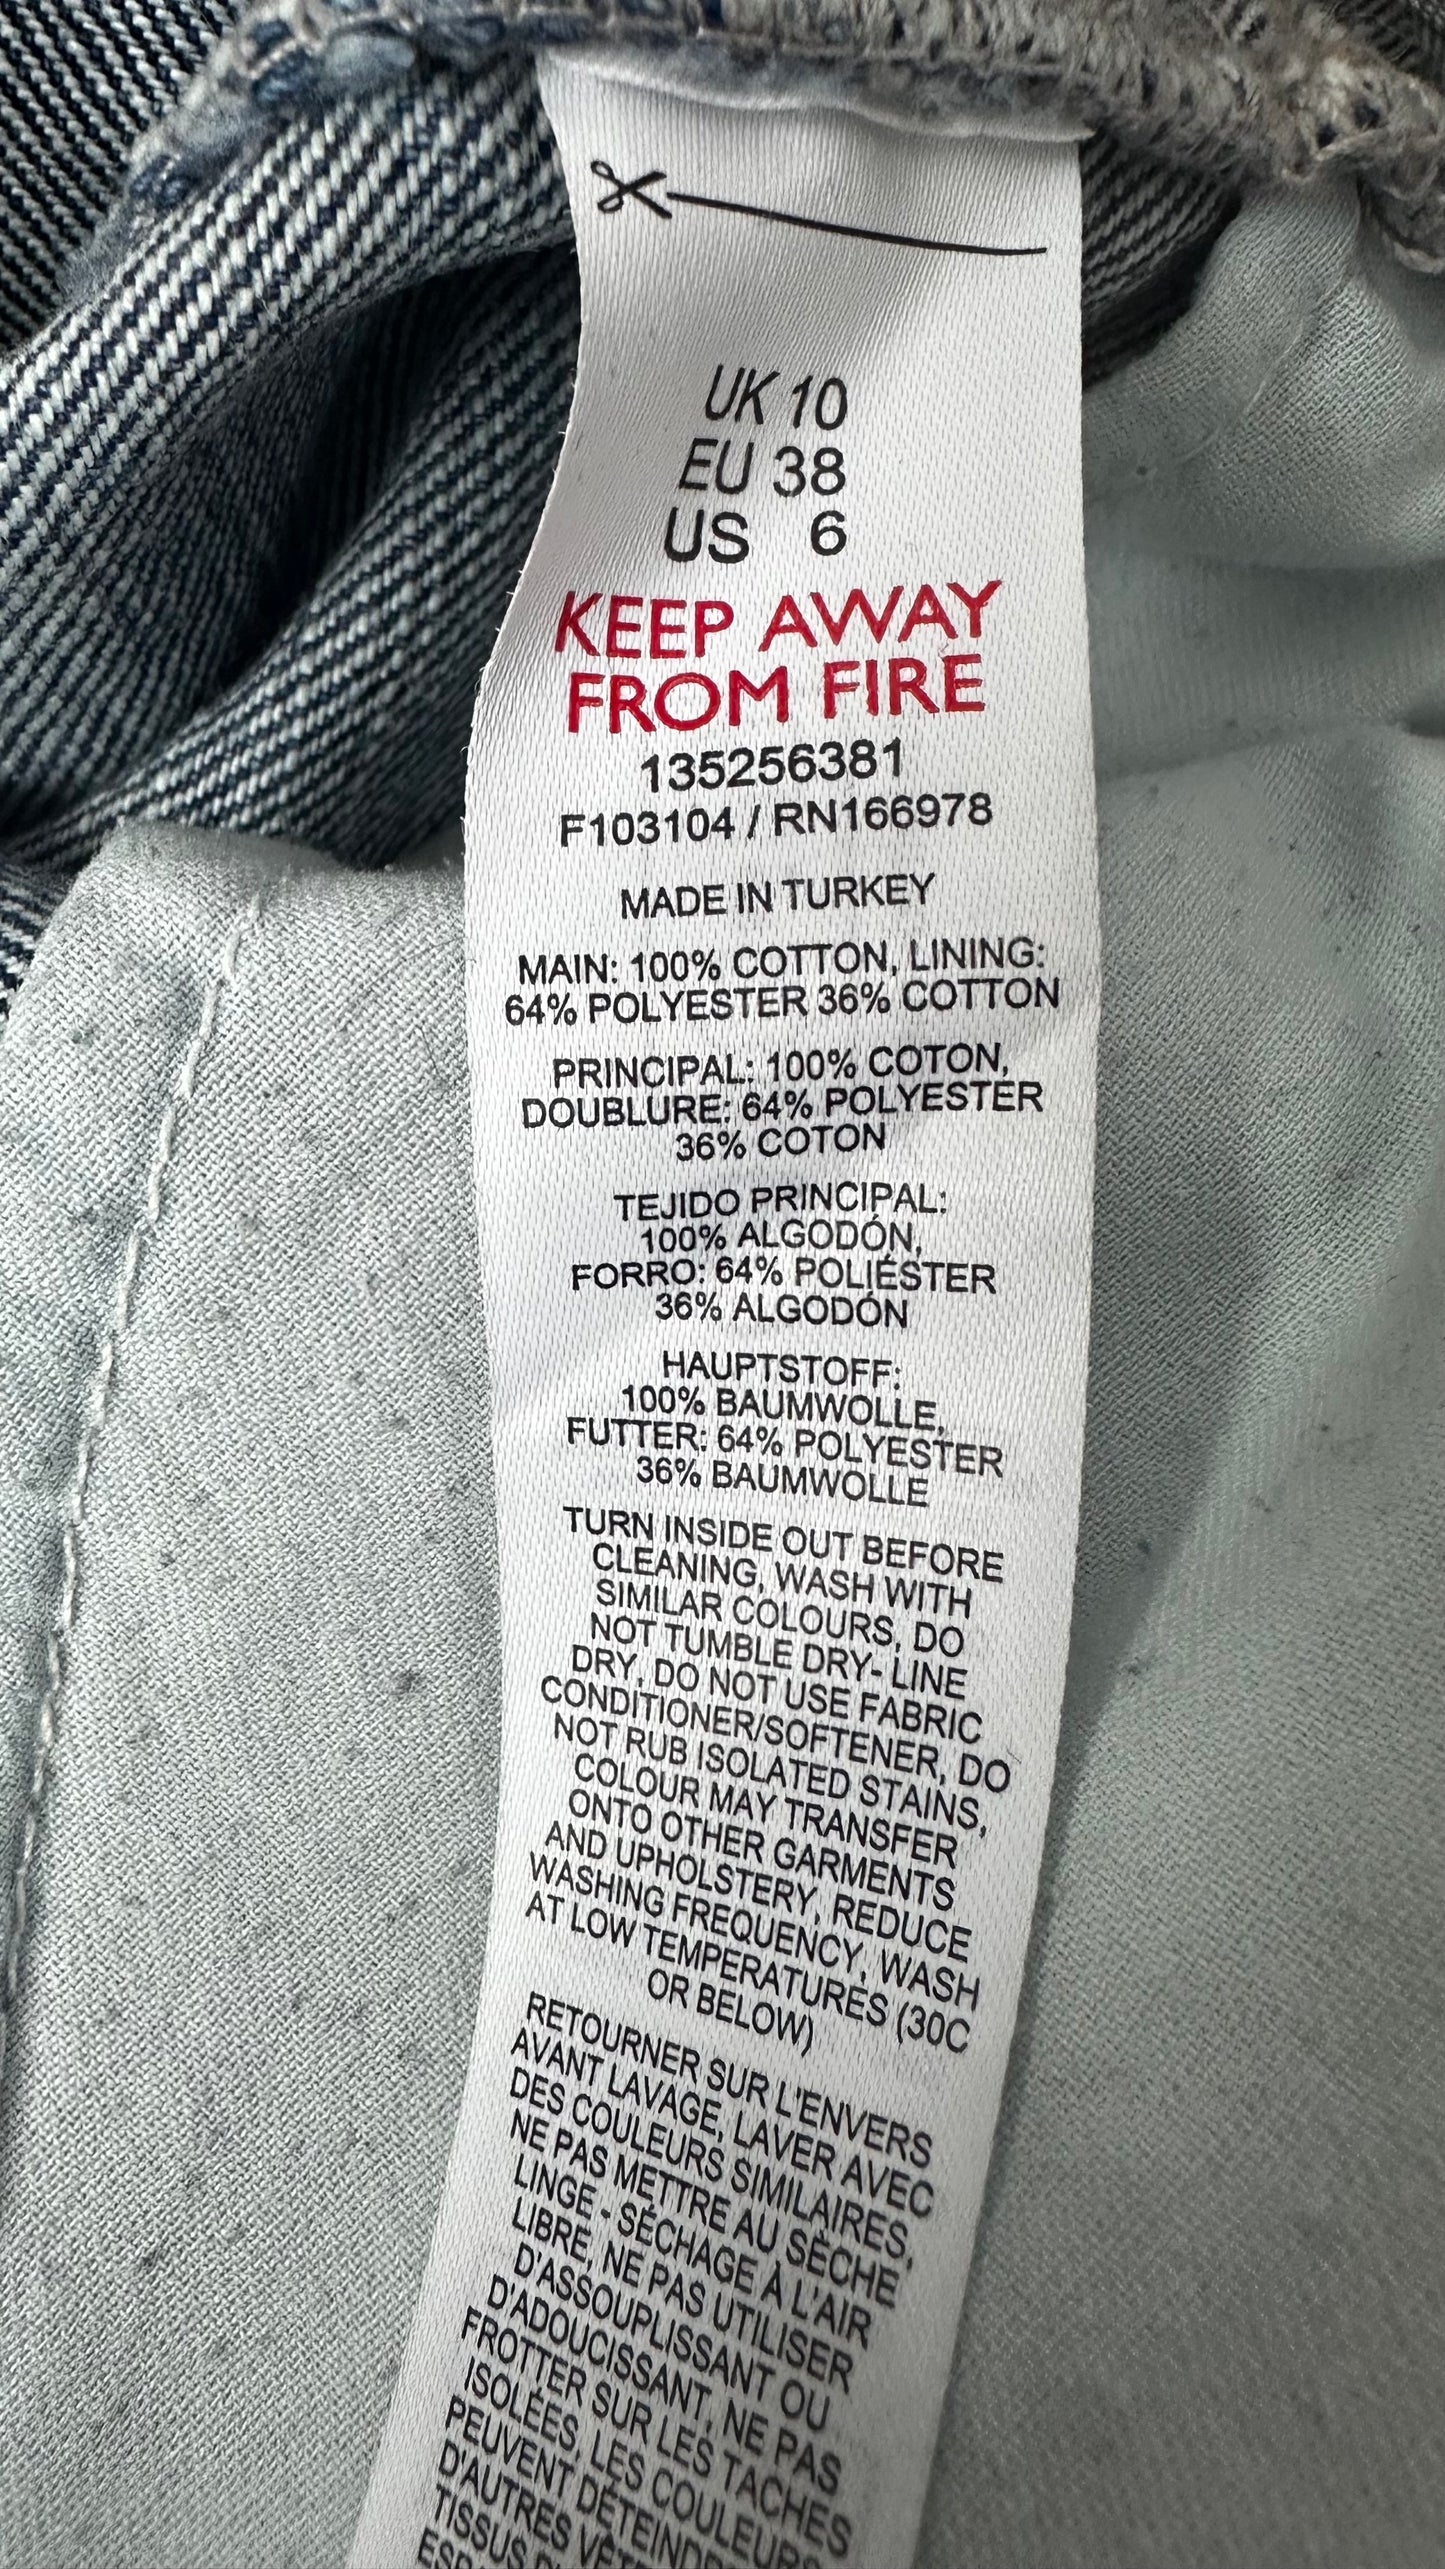 UK 10
EU 38
US 6
KEEP AWAY
FROM FIRE
135256381
F103104 / RN166978
MADE IN TURKEY
MAIN: 100% COTTON, LINING:
64% POLYESTER 36% COTTON
PRINCIPAL: 100% COTON,
DOUBLURE: 64% POLYESTER
36% COTON
TEJIDO PRINCIPAL:
100% ALGODÓN,
FORRO: 64% POLIÉSTER
36% ALGODÓN
HAUPTSTOFF:
100% BAUMWOLLE,
FUTTER: 64% POLYESTER
36% BAUMWOLLE
TURN INSIDE OUT BEFORE
CLEANING, WASH WITH
SIMILAR COLOURS, DO
NOT TUMBLE DRY- LINE
DRY, DO NOT USE FABRIC
CONDITIONER/SOFTENER, DO
NOT RUB ISOLATED STAINS,
COLOUR MAY TRANSFER
ONTO OTHER GARMENTS
AND UPHOLSTERY, REDUCE
WASHING FREQUENCY, WASH
AT LOW TEMPERATURES (30C
OR BELOW)
RETOURNER SUR L'ENVERS
AVANT LAVAGE, LAVER AVEC
DES COULEURS SIMILAIRES,
NE PAS METTRE AU SÈCHE
LINGE - SÉCHAGE À L'AIR
LIBRE, NE PAS UTILISER
D'ASSOUPLISSANT OU
D'ADOUCISSANT, NE PAS
FROTTER SUR LES TACHES
ISOLÉES, LES COULEURS
PEUVENT
D'AUTRES